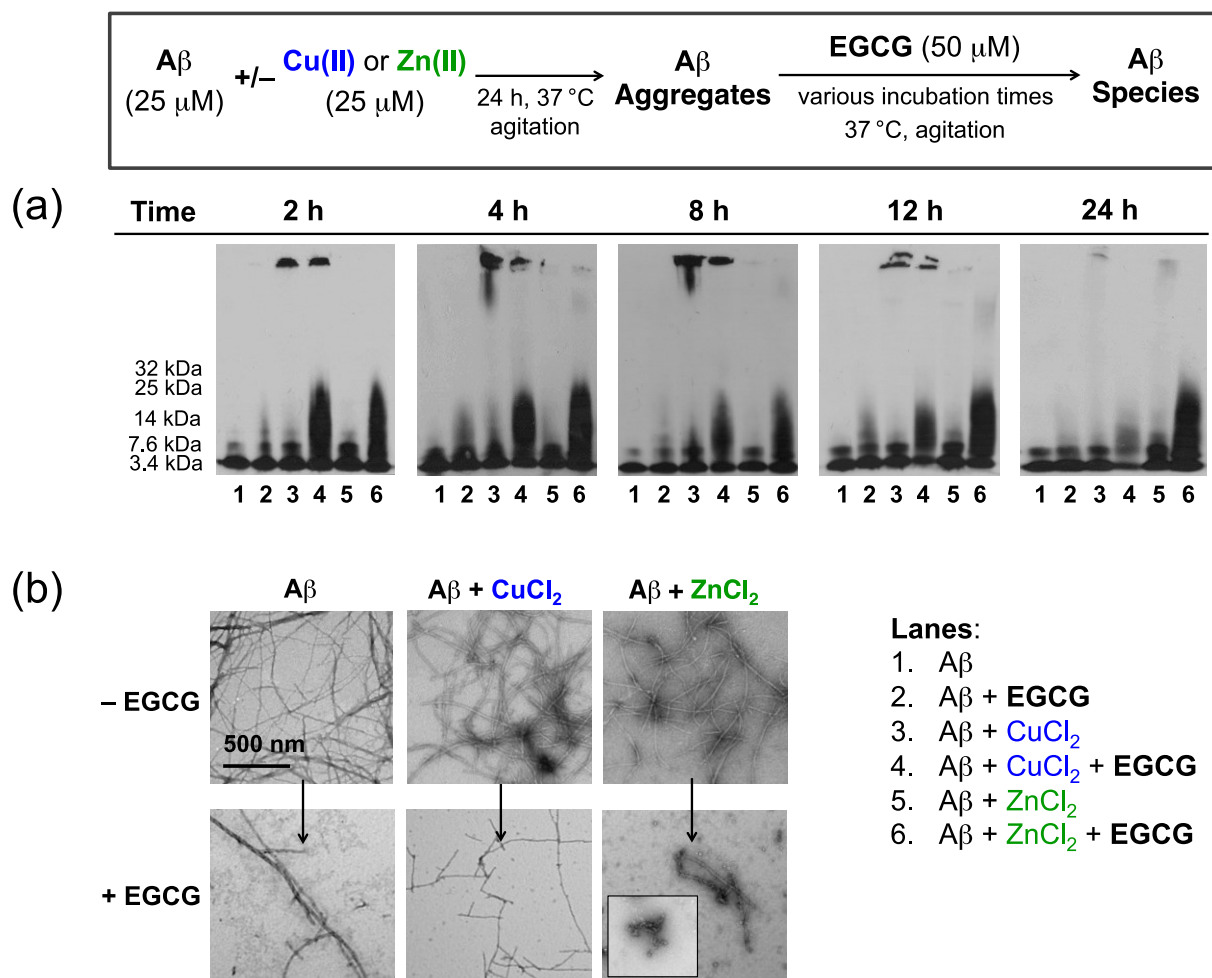 Aβ
(25 μM)
+/–
Cu(II) or Zn(II)
(25 μM)
24 h, 37 °C
agitation
Aβ
Aggregates
EGCG (50 μM)
various incubation times
37 °C, agitation
Aβ
Species
(a)
Time 2 h 4 h 8 h 12 h 24 h
32 kDa
25 kDa
14 kDa
7.6 kDa
3.4 kDa
1 2 3 4 5 6 1 2 3 4 5 6 1 2 3 4 5 6 1 2 3 4 5 6 1 2 3 4 5 6
(b)
Aβ Aβ + CuCl₂ Aβ + ZnCl₂
– EGCG
500 nm
+ EGCG
Lanes:
1. Aβ
2. Aβ + EGCG
3. Aβ + CuCl₂
4. Aβ + CuCl₂ + EGCG
5. Aβ + ZnCl₂
6. Aβ + ZnCl₂ + EGCG